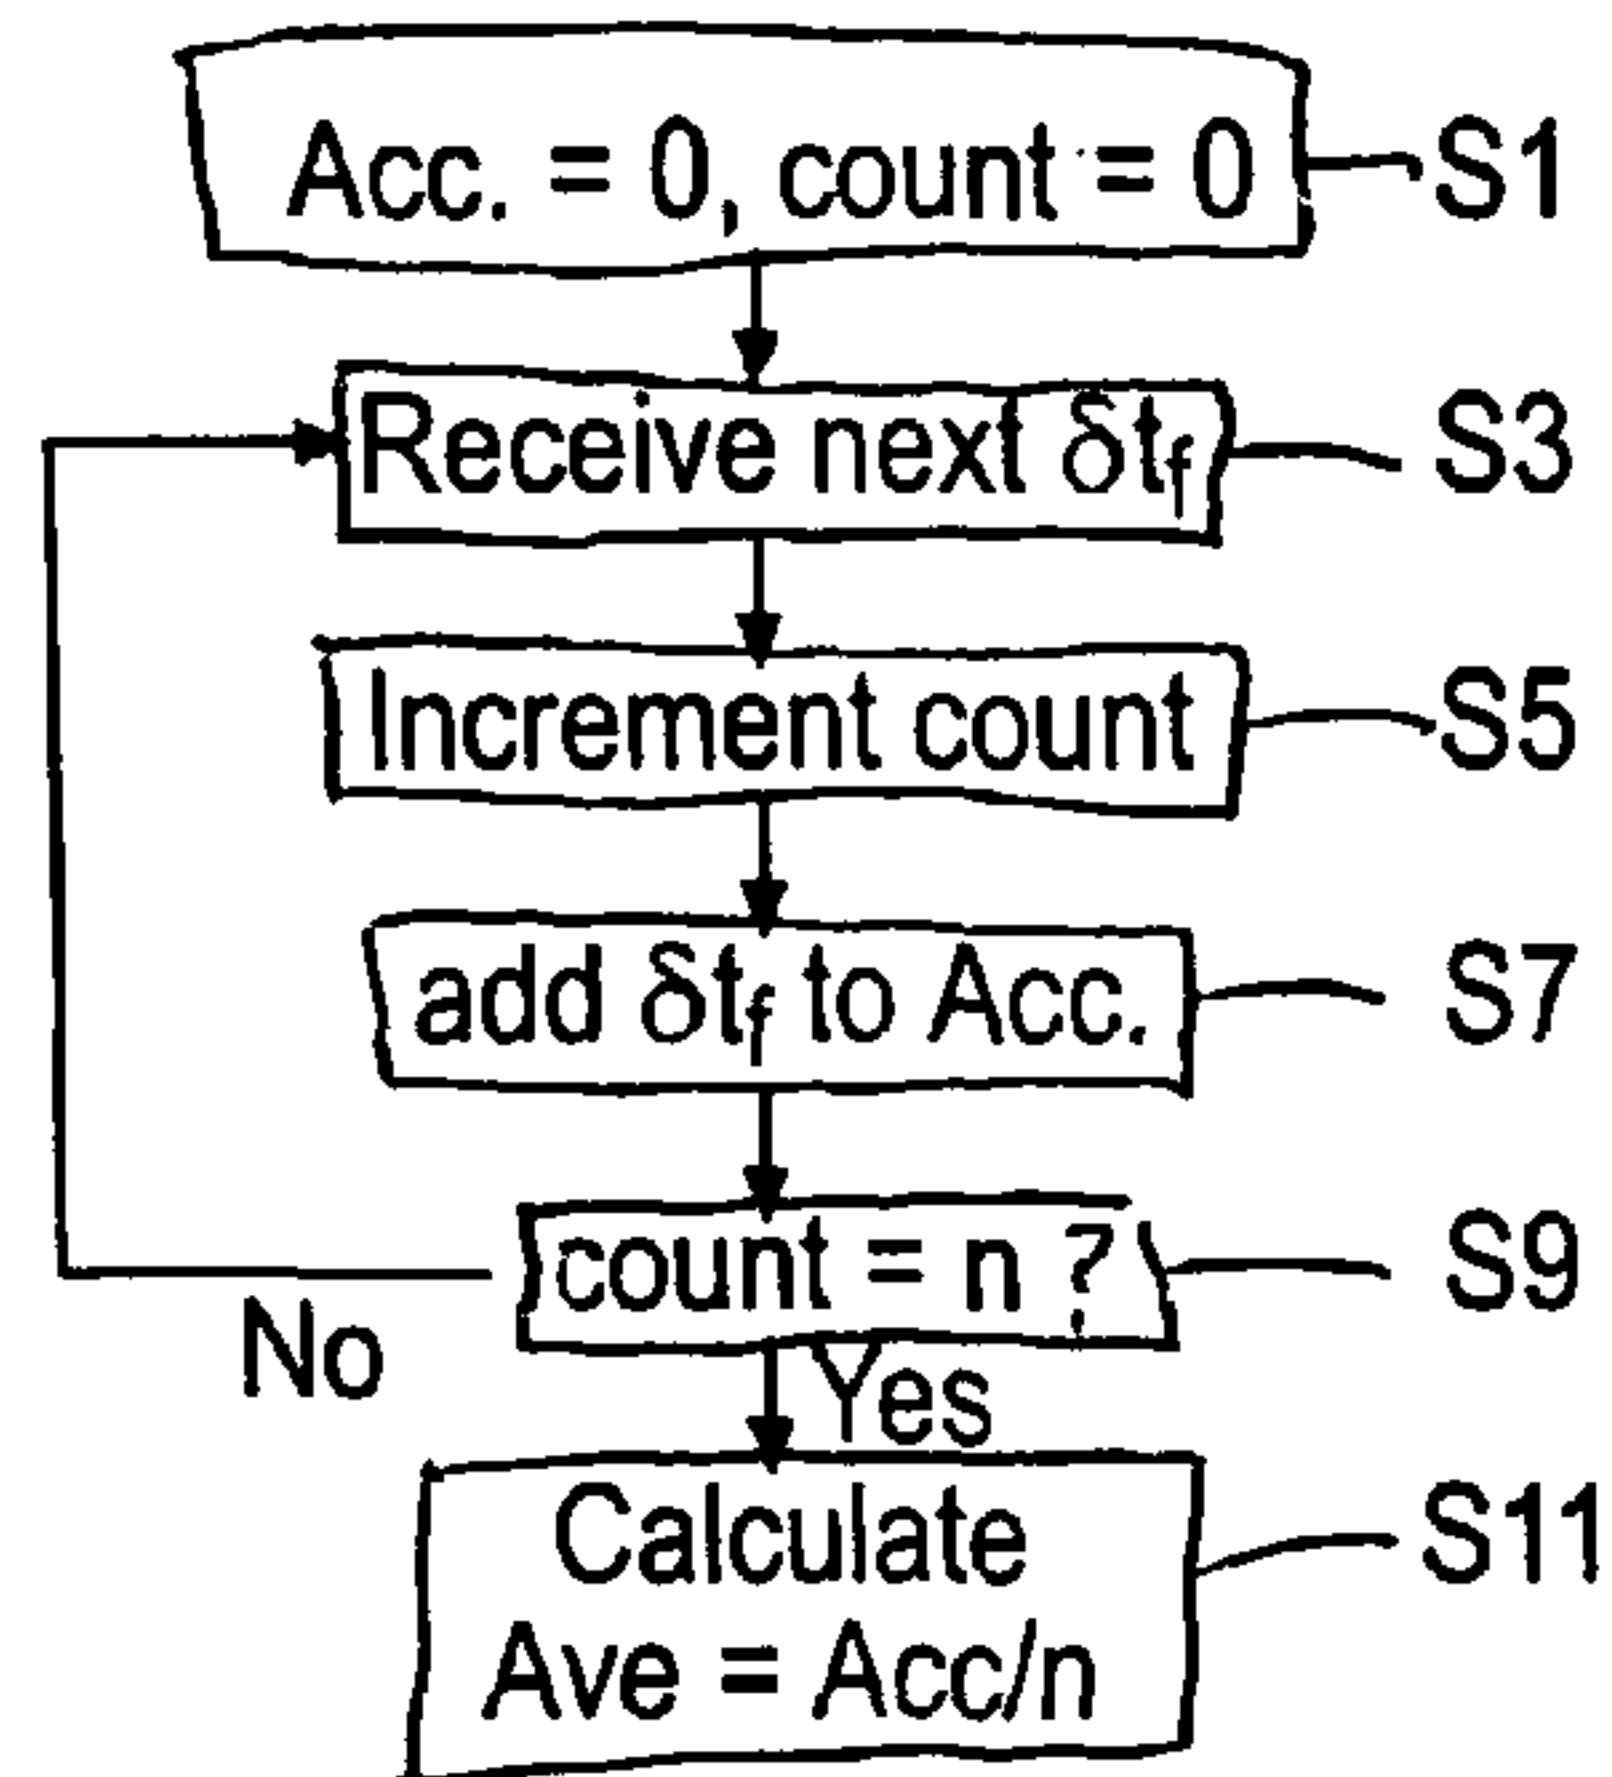 Acc. = 0, count = 0 S1
Receive next δtf S3
Increment count S5
add δtf to Acc. S7
count = n ? S9
No
Yes
Calculate S11
Ave = Acc/n